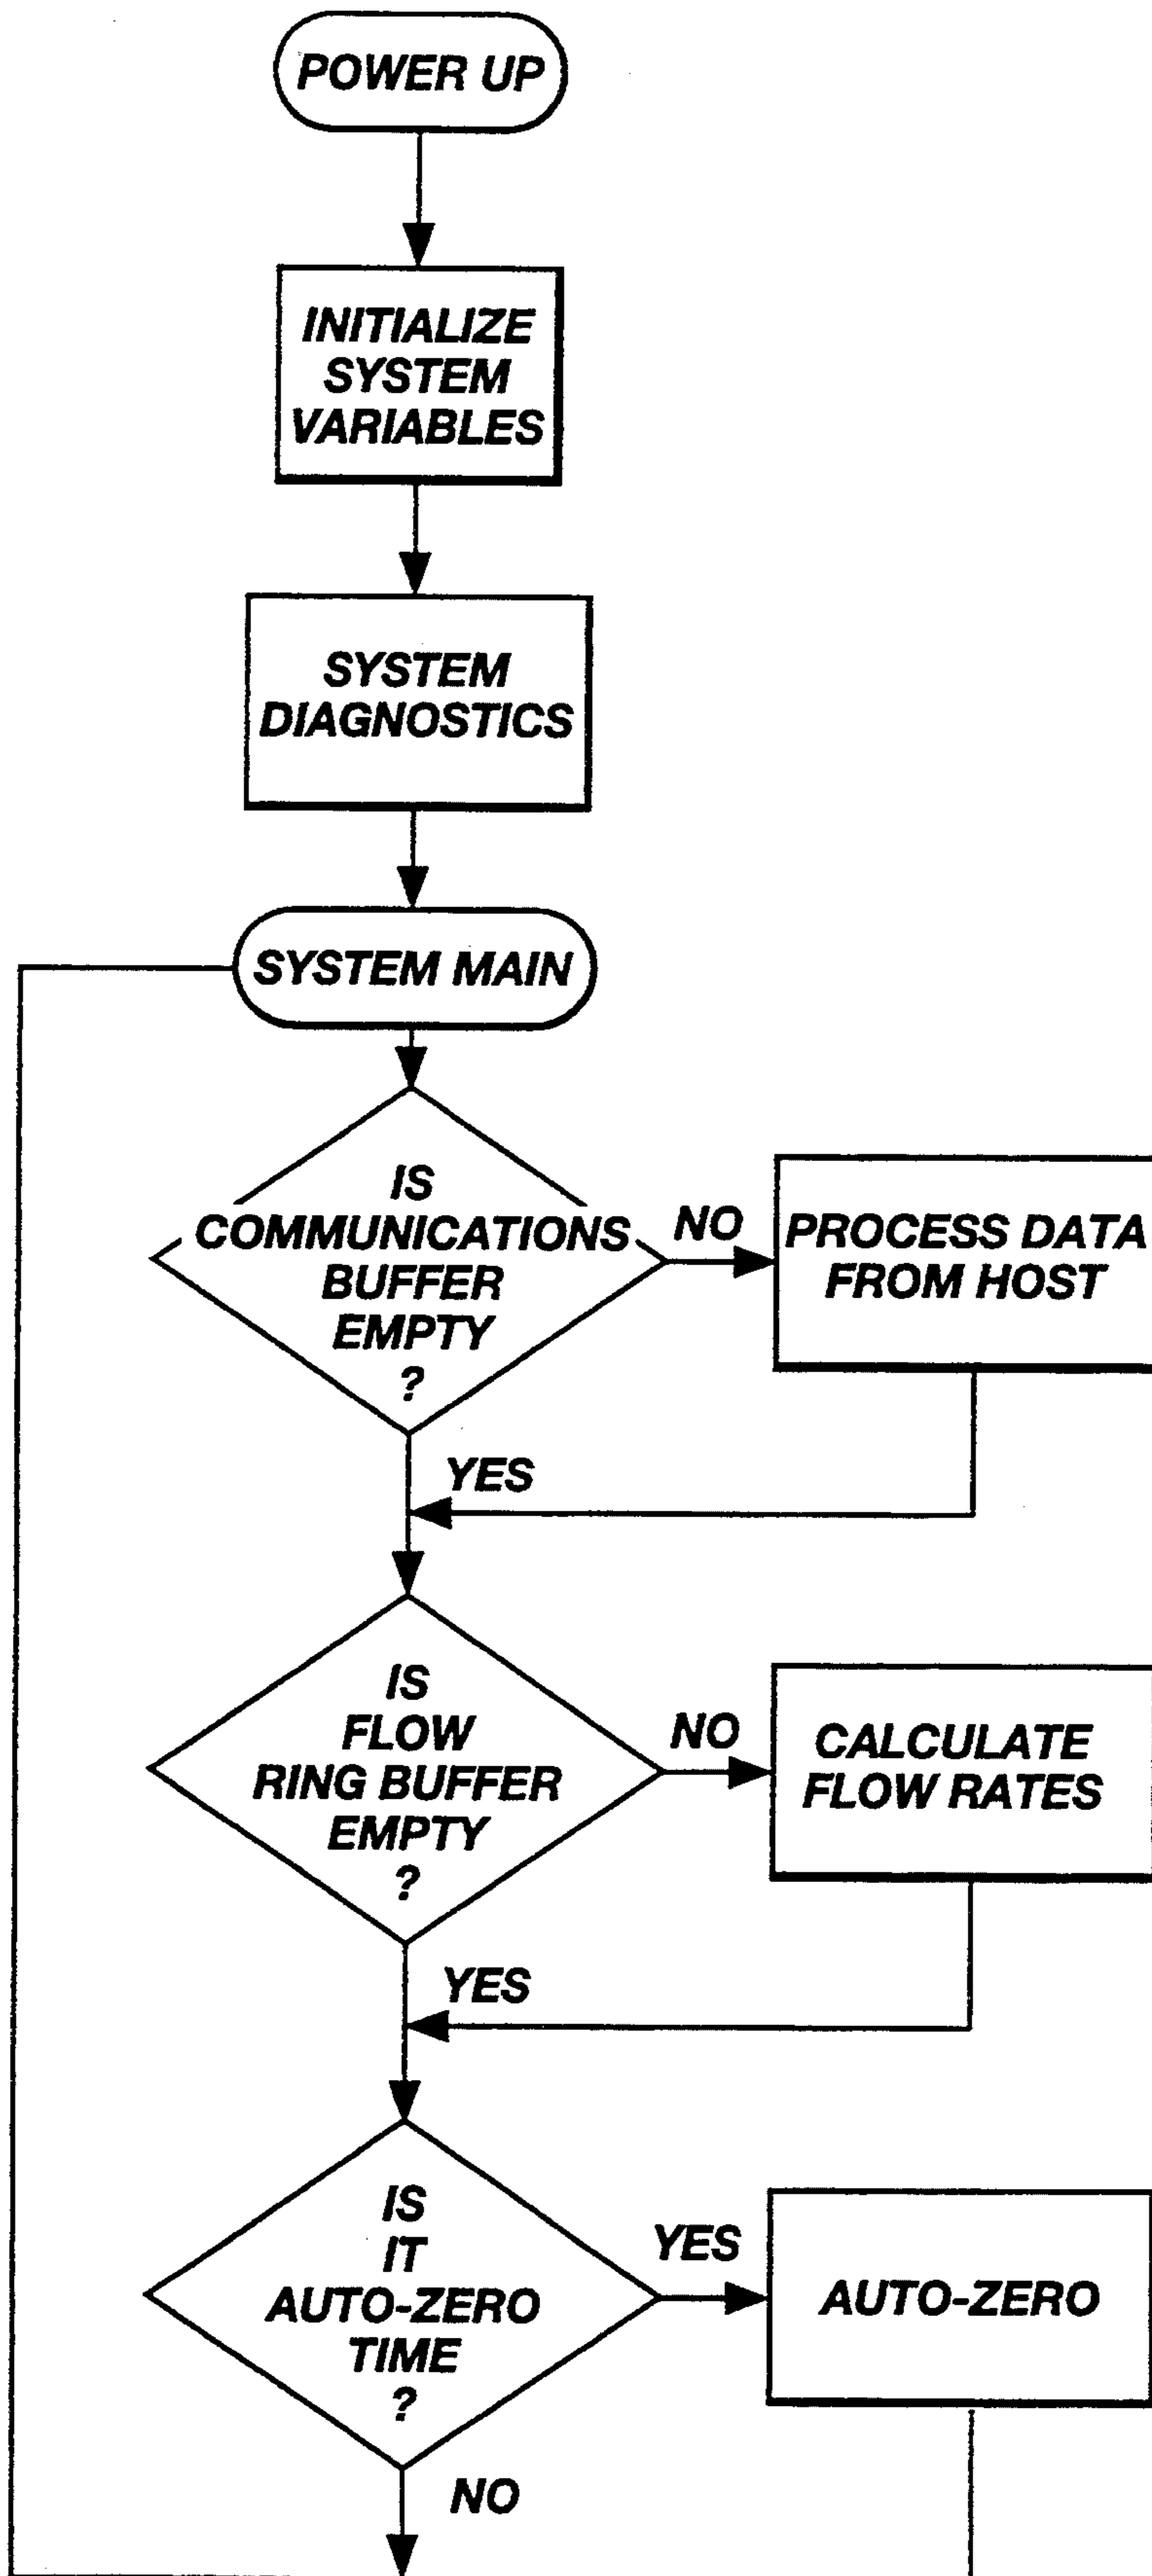 POWER UP
INITIALIZE
SYSTEM
VARIABLES
SYSTEM
DIAGNOSTICS
SYSTEM MAIN
IS
COMMUNICATIONS
BUFFER
EMPTY
?
NO
PROCESS DATA
FROM HOST
YES
IS
FLOW
RING BUFFER
EMPTY
?
NO
CALCULATE
FLOW RATES
YES
IS
IT
AUTO-ZERO
TIME
?
YES
AUTO-ZERO
NO